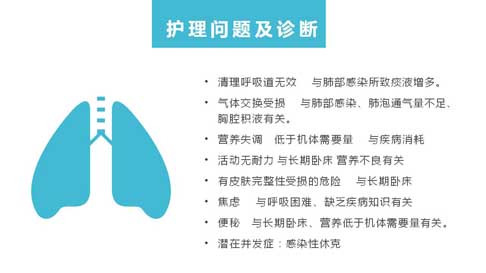 护理问题及诊断
• 清理呼吸道无效 与肺部感染所致痰液增多。
• 气体交换受损 与肺部感染、肺泡通气量不足、
胸腔积液有关。
• 营养失调 低于机体需要量 与疾病消耗
• 活动无耐力 与长期卧床 营养不良有关
• 有皮肤完整性受损的危险 与长期卧床
• 焦虑 与呼吸困难、缺乏疾病知识有关
• 便秘 与长期卧床、营养低于机体需要量有关。
• 潜在并发症：感染性休克